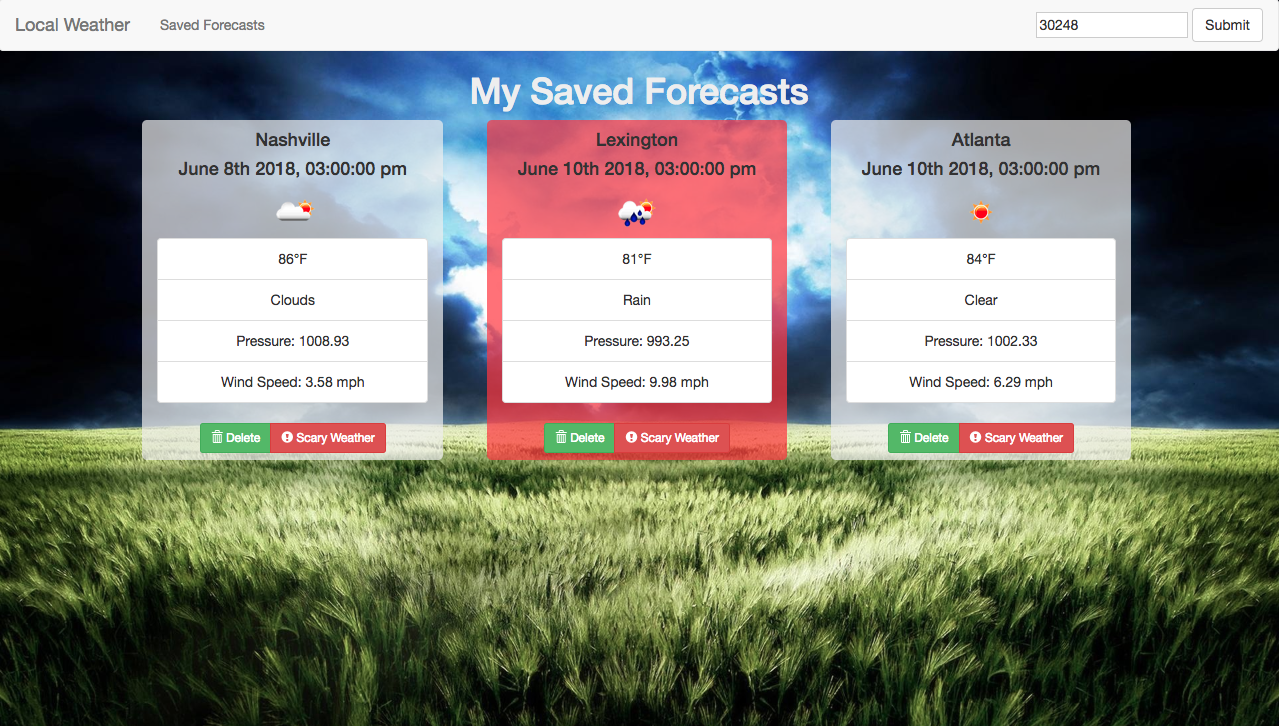 Local Weather
Saved Forecasts
30248
Submit
My Saved Forecasts
Nashville
June 8th 2018, 03:00:00 pm
86°F
Clouds
Pressure: 1008.93
Wind Speed: 3.58 mph
Delete
Scary Weather
Lexington
June 10th 2018, 03:00:00 pm
81°F
Rain
Pressure: 993.25
Wind Speed: 9.98 mph
Delete
Scary Weather
Atlanta
June 10th 2018, 03:00:00 pm
84°F
Clear
Pressure: 1002.33
Wind Speed: 6.29 mph
Delete
Scary Weather